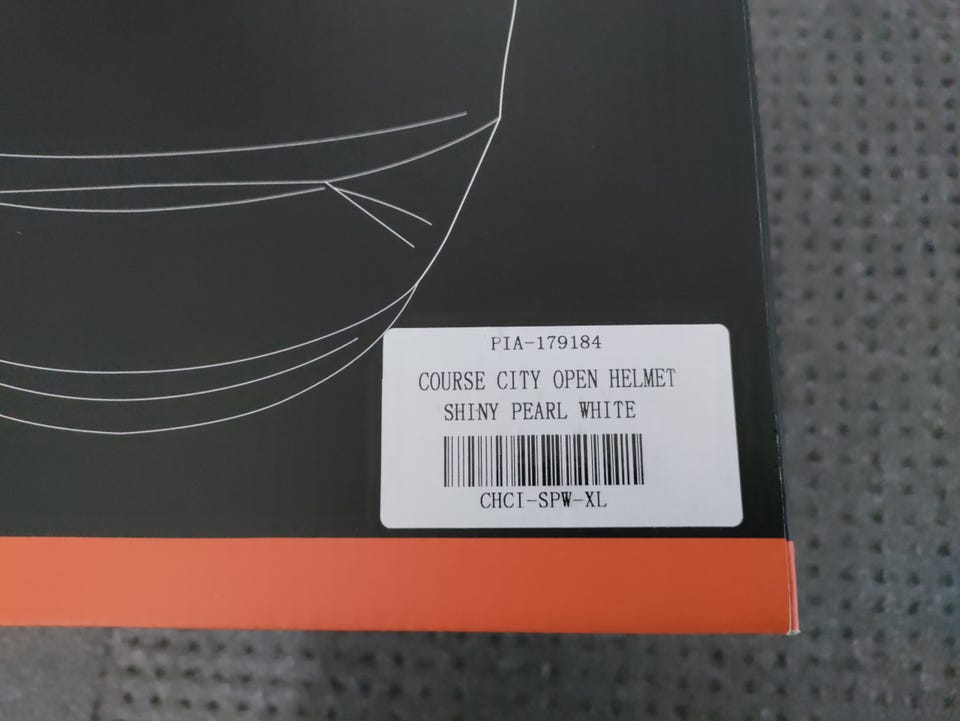 PIA-179184
COURSE CITY OPEN HELMET
SHINY PEARL WHITE
CHCI-SPW-XL